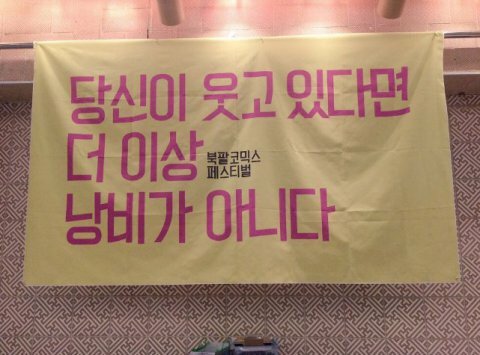 당신이 웃고 있다면
더 이상
북팔코믹스
페스티벌
낭비가 아니다